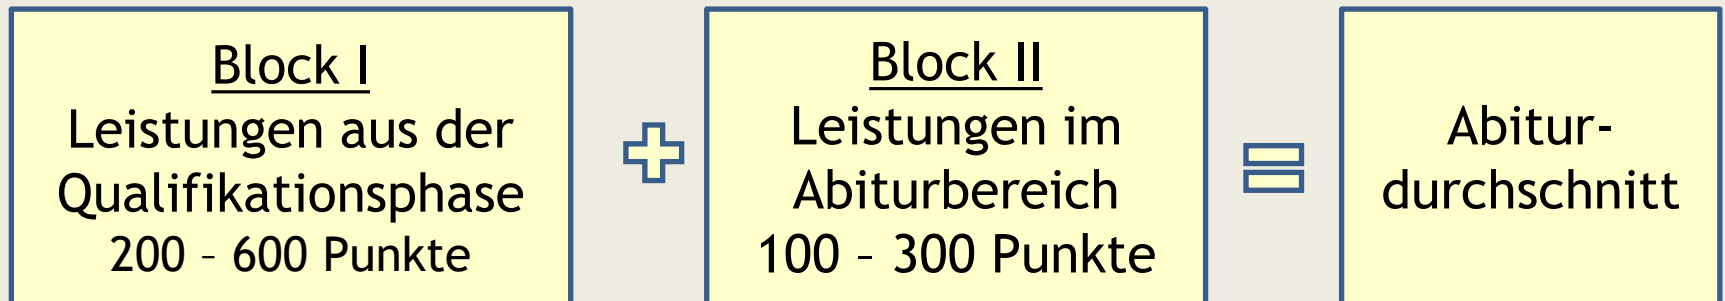 Block I
Leistungen aus der
Qualifikationsphase
200 – 600 Punkte
Block II
Leistungen im
Abiturbereich
100 – 300 Punkte
Abitur-
durchschnitt